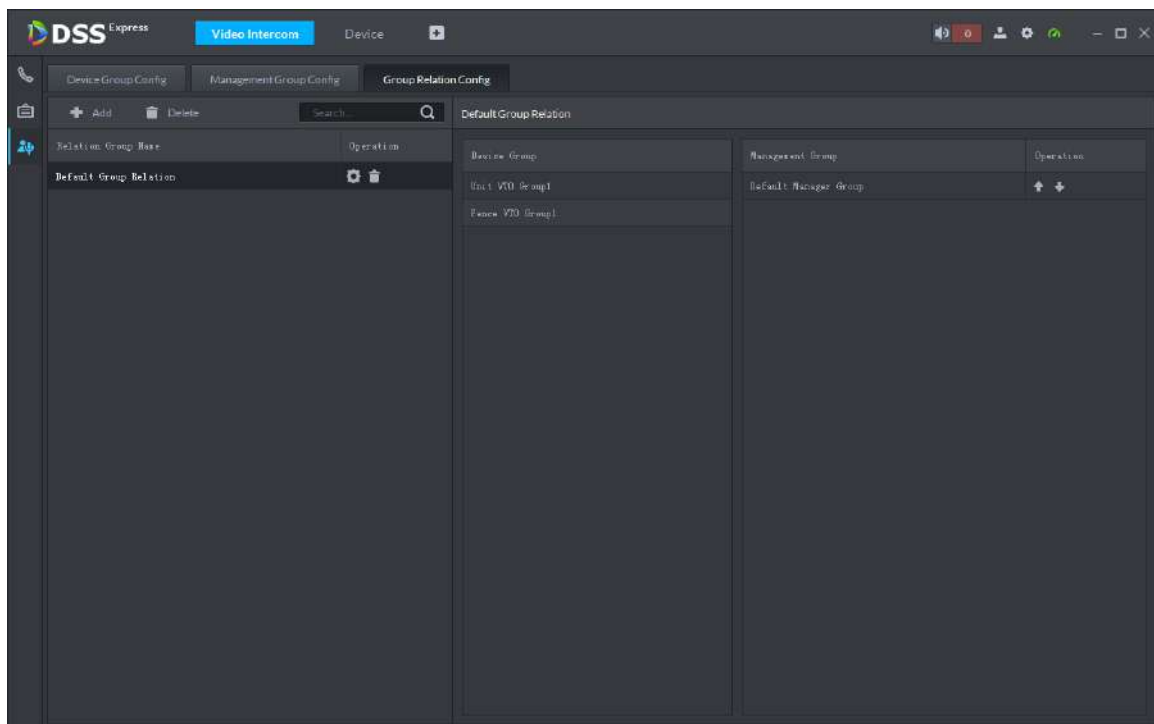 DSS Express
Video Intercom
Device
0
Device Group Config
Management Group Config
Group Relation Config
Add
Delete
Search...
Default Group Relation
Relation Group Name
Operation
Default Group Relation
Device Group
Unit VTO Group1
Fence VTO Group1
Management Group
Operation
Default Manager Group